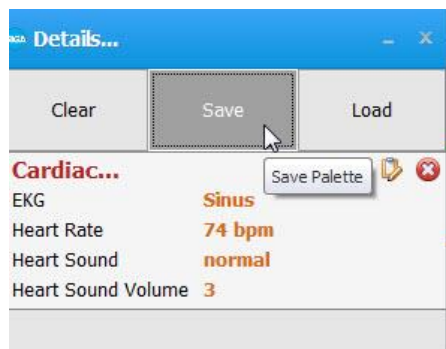 Details...
Clear Save Load
Save Palette
Cardiac...
EKG Sinus
Heart Rate 74 bpm
Heart Sound normal
Heart Sound Volume 3